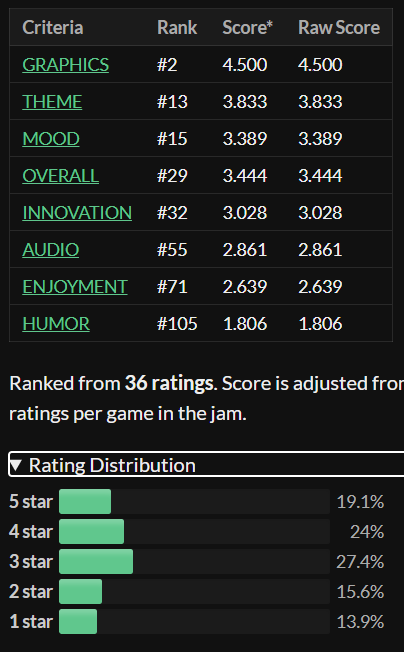 Criteria Rank Score* Raw Score
GRAPHICS #2 4.500 4.500
THEME #13 3.833 3.833
MOOD #15 3.389 3.389
OVERALL #29 3.444 3.444
INNOVATION #32 3.028 3.028
AUDIO #55 2.861 2.861
ENJOYMENT #71 2.639 2.639
HUMOR #105 1.806 1.806
Ranked from 36 ratings. Score is adjusted from
ratings per game in the jam.
▼ Rating Distribution
5 star 19.1%
4 star 24%
3 star 27.4%
2 star 15.6%
1 star 13.9%